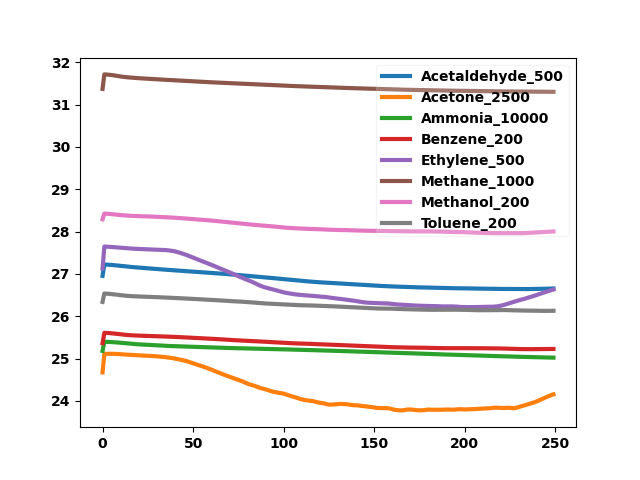 32
31
30
29
28
27
26
25
24
0
50
100
150
200
250
Acetaldehyde_500
Acetone_2500
Ammonia_10000
Benzene_200
Ethylene_500
Methane_1000
Methanol_200
Toluene_200